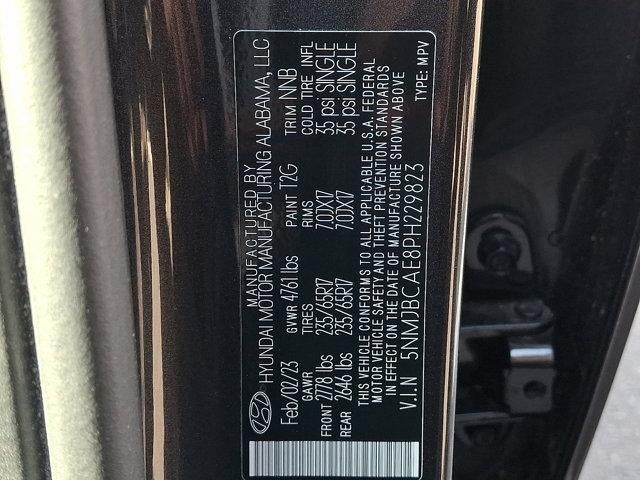 MANUFACTURED BY
HYUNDAI MOTOR MANUFACTURING ALABAMA, LLC
Feb/02/23 GVWR 4761 lbs PAINT T2G TRIM NNB
GAWR TIRES RIMS COLD TIRE INFL
FRONT 2778 lbs 235/65R17 7.0JX17 35 psi SINGLE
REAR 2646 lbs 235/65R17 7.0JX17 35 psi SINGLE
THIS VEHICLE CONFORMS TO ALL APPLICABLE U.S.A. FEDERAL
MOTOR VEHICLE SAFETY AND THEFT PREVENTION STANDARDS
IN EFFECT ON THE DATE OF MANUFACTURE SHOWN ABOVE
V.I.N 5NMJBCAE8PH229823 TYPE: MPV